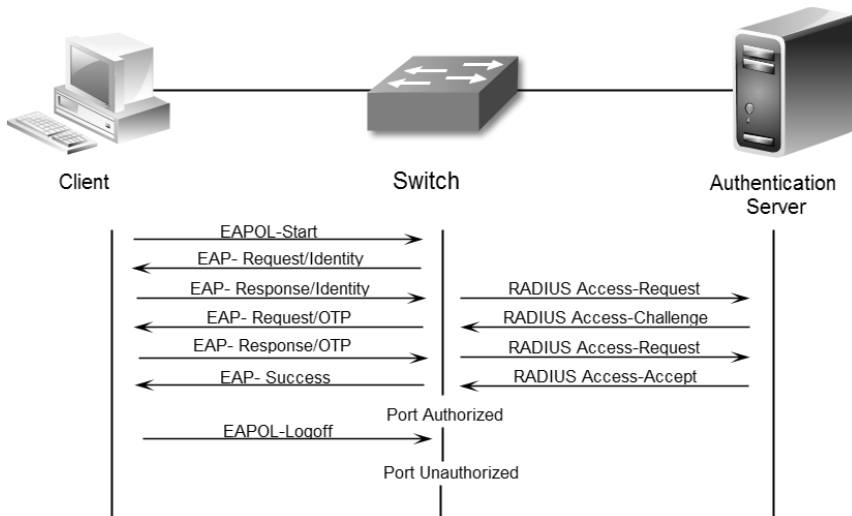 Client
Switch
Authentication
Server
EAPOL-Start
EAP- Request/Identity
EAP- Response/Identity
RADIUS Access-Request
EAP- Request/OTP
RADIUS Access-Challenge
EAP- Response/OTP
RADIUS Access-Request
EAP- Success
RADIUS Access-Accept
Port Authorized
EAPOL-Logoff
Port Unauthorized